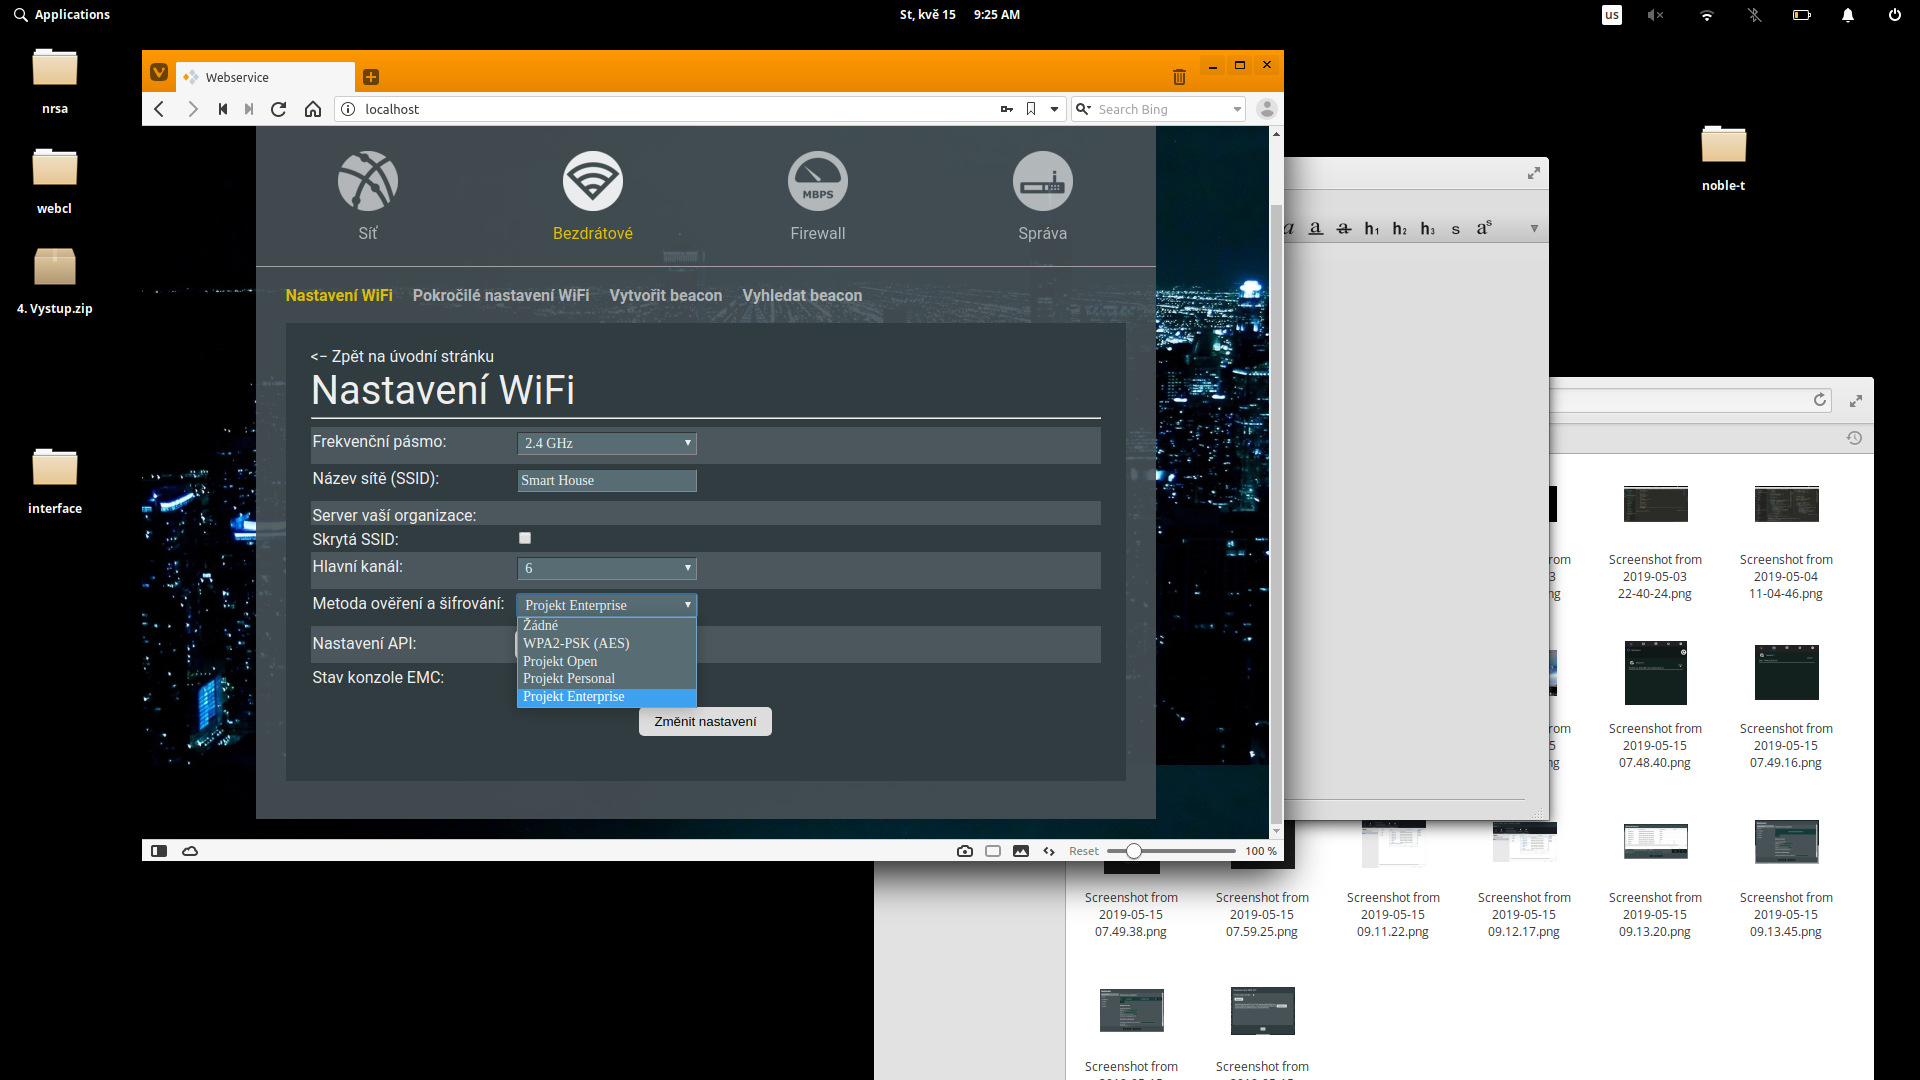 Applications
St, kvě 15 9:25 AM
us
nrsa
webcl
4. Vystup.zip
interface
noble-t
Webservice
localhost
Search Bing
MBPS
Síť
Bezdrátové
Firewall
Správa
Nastavení WiFi Pokročilé nastavení WiFi Vytvořit beacon Vyhledat beacon
<− Zpět na úvodní stránku
Nastavení WiFi
Frekvenční pásmo: 2.4 GHz
Název sítě (SSID): Smart House
Server vaší organizace:
Skrytá SSID:
Hlavní kanál: 6
Metoda ověření a šifrování: Projekt Enterprise
Žádné
WPA2-PSK (AES)
Projekt Open
Projekt Personal
Projekt Enterprise
Nastavení API:
Stav konzole EMC:
Změnit nastavení
Reset
100 %
a a a h1 h2 h3 s as
om
3
ng
Screenshot from
2019-05-03
22-40-24.png
Screenshot from
2019-05-04
11-04-46.png
om
5
ng
Screenshot from
2019-05-15
07.48.40.png
Screenshot from
2019-05-15
07.49.16.png
Screenshot from
2019-05-15
07.49.38.png
Screenshot from
2019-05-15
07.59.25.png
Screenshot from
2019-05-15
09.11.22.png
Screenshot from
2019-05-15
09.12.17.png
Screenshot from
2019-05-15
09.13.20.png
Screenshot from
2019-05-15
09.13.45.png
Screenshot from
Screenshot from